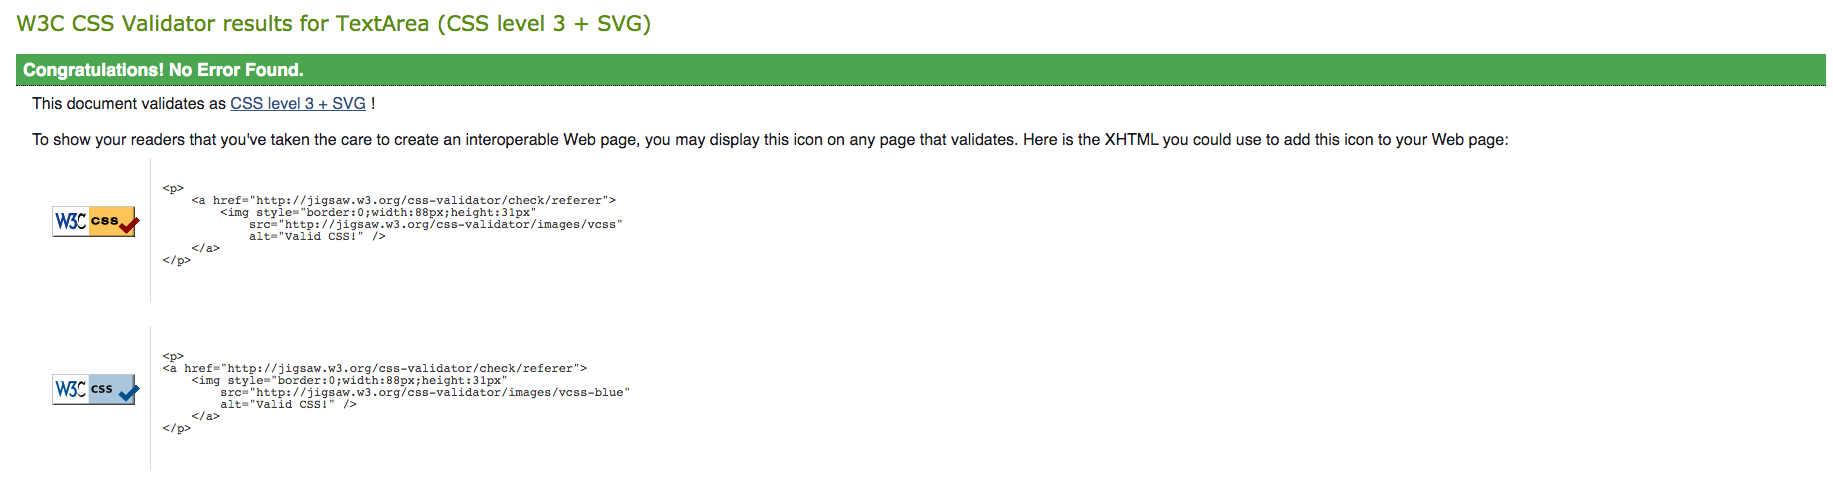 W3C CSS Validator results for TextArea (CSS level 3 + SVG)
Congratulations! No Error Found.
This document validates as CSS level 3 + SVG !
To show your readers that you've taken the care to create an interoperable Web page, you may display this icon on any page that validates. Here is the XHTML you could use to add this icon to your Web page:
W3C css
<p>
    <a href="http://jigsaw.w3.org/css-validator/check/referer">
        <img style="border:0;width:88px;height:31px"
            src="http://jigsaw.w3.org/css-validator/images/vcss"
            alt="Valid CSS!" />
    </a>
</p>
W3C css
<p>
<a href="http://jigsaw.w3.org/css-validator/check/referer">
    <img style="border:0;width:88px;height:31px"
        src="http://jigsaw.w3.org/css-validator/images/vcss-blue"
        alt="Valid CSS!" />
    </a>
</p>